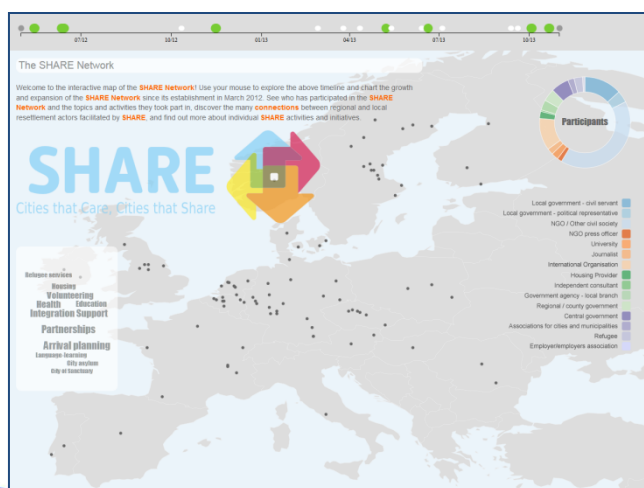 07/12 10/12 01/13 04/13 07/13 10/13
The SHARE Network
Welcome to the interactive map of the SHARE Network! Use your mouse to explore the above timeline and chart the growth
and expansion of the SHARE Network since its establishment in March 2012. See who has participated in the SHARE
Network and the topics and activities they took part in, discover the many connections between regional and local
resettlement actors facilitated by SHARE, and find out more about individual SHARE activities and initiatives.
Participants
SHARE
Cities that Care, Cities that Share
Local government - civil servant
Local government - political representative
NGO / Other civil society
NGO press officer
University
Journalist
International Organisation
Housing Provider
Independent consultant
Government agency - local branch
Regional / county government
Central government
Associations for cities and municipalities
Refugee
Employer/employers association
Refugee services
Housing
Volunteering
Health Education
Integration Support
Partnerships
Arrival planning
Language-learning
City asylum
City of Sanctuary